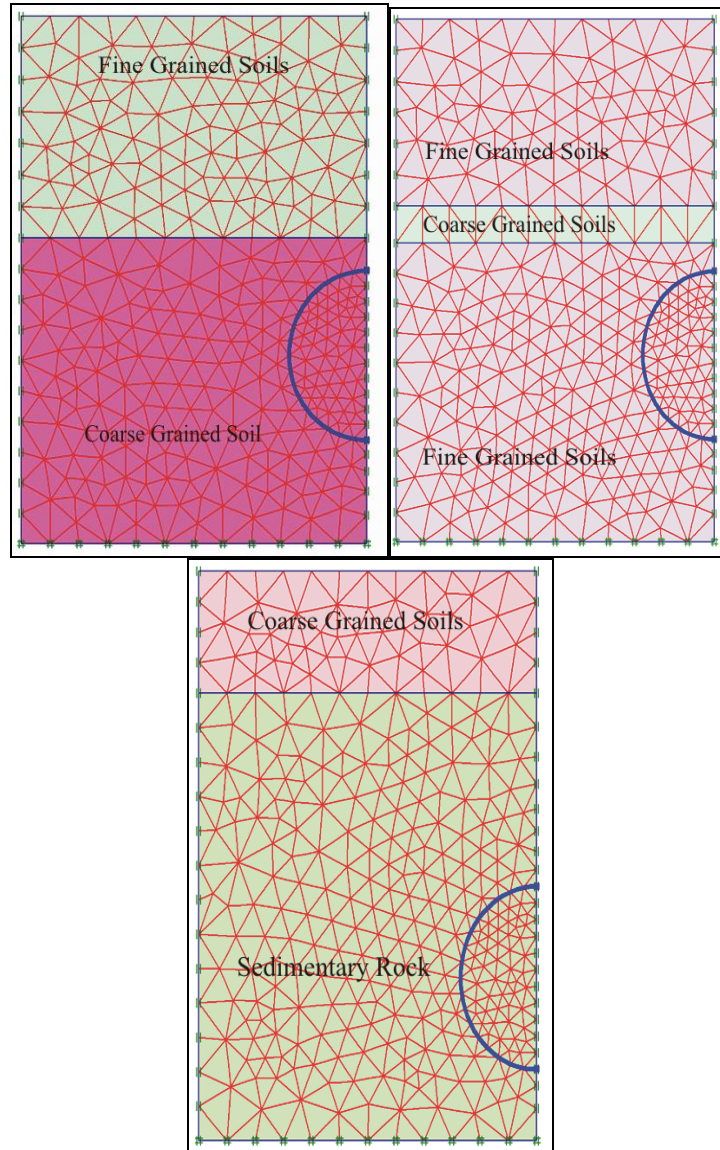 Fine Grained Soils
Coarse Grained Soil
Fine Grained Soils
Coarse Grained Soils
Fine Grained Soils
Coarse Grained Soils
Sedimentary Rock